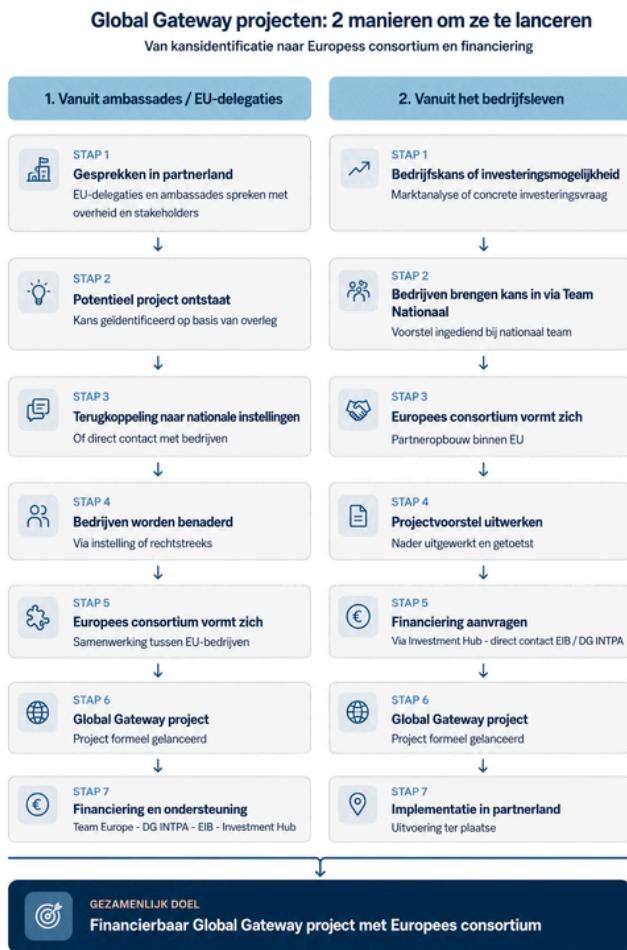 Global Gateway projecten: 2 manieren om ze te lanceren
Van kansidentificatie naar Europess consortium en financiering
1. Vanuit ambassades / EU-delegaties
STAP 1
Gesprekken in partnerland
EU-delegaties en ambassades spreken met
overheid en stakeholders
STAP 2
Potentieel project ontstaat
Kans geïdentificeerd op basis van overleg
STAP 3
Terugkoppeling naar nationale instellingen
Of direct contact met bedrijven
STAP 4
Bedrijven worden benaderd
Via instelling of rechtstreeks
STAP 5
Europees consortium vormt zich
Samenwerking tussen EU-bedrijven
STAP 6
Global Gateway project
Project formeel gelanceerd
STAP 7
Financiering en ondersteuning
Team Europe - DG INTPA - EIB - Investment Hub
2. Vanuit het bedrijfsleven
STAP 1
Bedrijfskans of investeringsmogelijkheid
Marktanalyse of concrete investeringsvraag
STAP 2
Bedrijven brengen kans in via Team
Nationaal
Voorstel ingediend bij nationaal team
STAP 3
Europees consortium vormt zich
Partneropbouw binnen EU
STAP 4
Projectvoorstel uitwerken
Nader uitgewerkt en getoetst
STAP 5
Financiering aanvragen
Via Investment Hub - direct contact EIB / DG INTPA
STAP 6
Global Gateway project
Project formeel gelanceerd
STAP 7
Implementatie in partnerland
Uitvoering ter plaatse
GEZAMENLIJK DOEL
Financierbaar Global Gateway project met Europees consortium